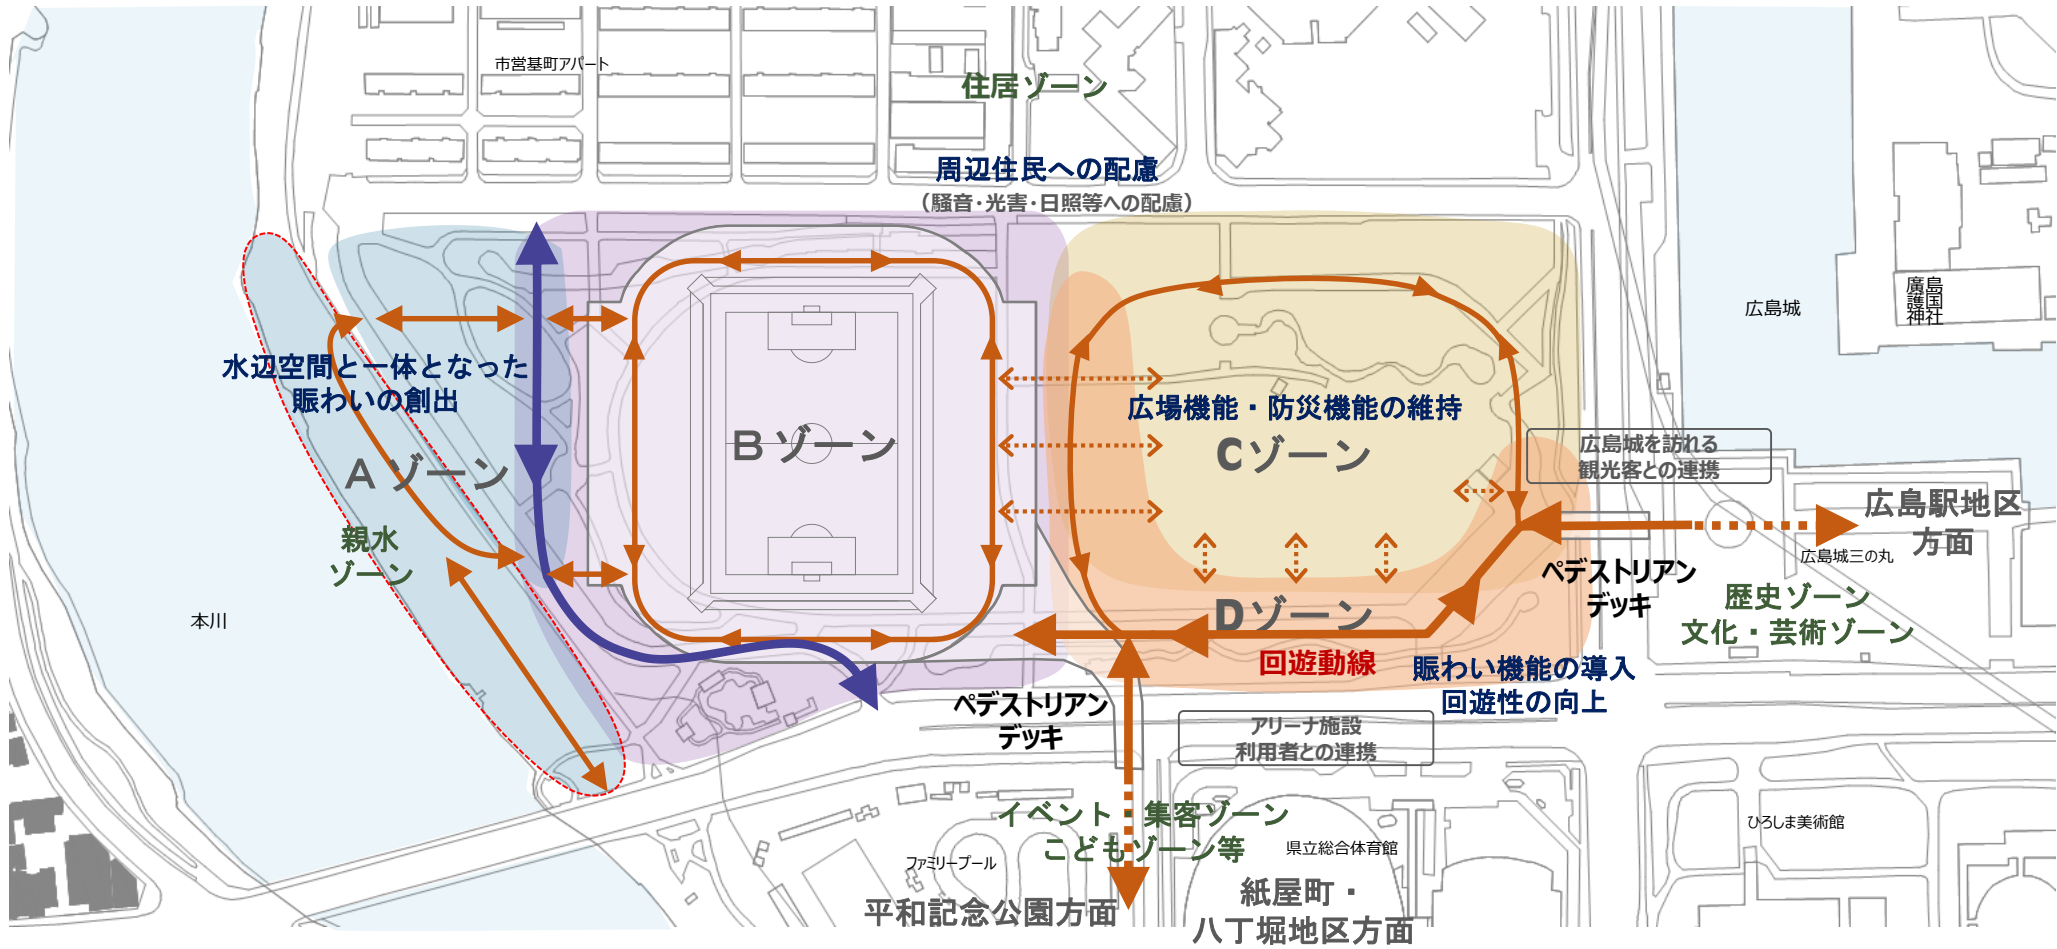 市営基町アパート
住居ゾーン
周辺住民への配慮
（騒音・光害・日照等への配慮）
広島城
廣島
護国
神社
水辺空間と一体となった
賑わいの創出
広場機能・防災機能の維持
Aゾーン
Bゾーン
Cゾーン
広島城を訪れる
観光客との連携
広島駅地区
方面
親水
ゾーン
広島城三の丸
ペデストリアン
デッキ
Dゾーン
歴史ゾーン
文化・芸術ゾーン
本川
回遊動線
賑わい機能の導入
回遊性の向上
ペデストリアン
デッキ
アリーナ施設
利用者との連携
イベント・集客ゾーン
こどもゾーン等
ひろしま美術館
県立総合体育館
ファミリープール
平和記念公園方面
紙屋町・
八丁堀地区方面